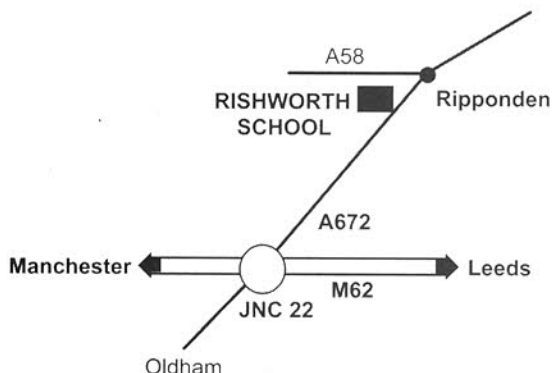 A58
RISHWORTH
SCHOOL
Ripponden
A672
Manchester
Leeds
M62
JNC 22
Oldham